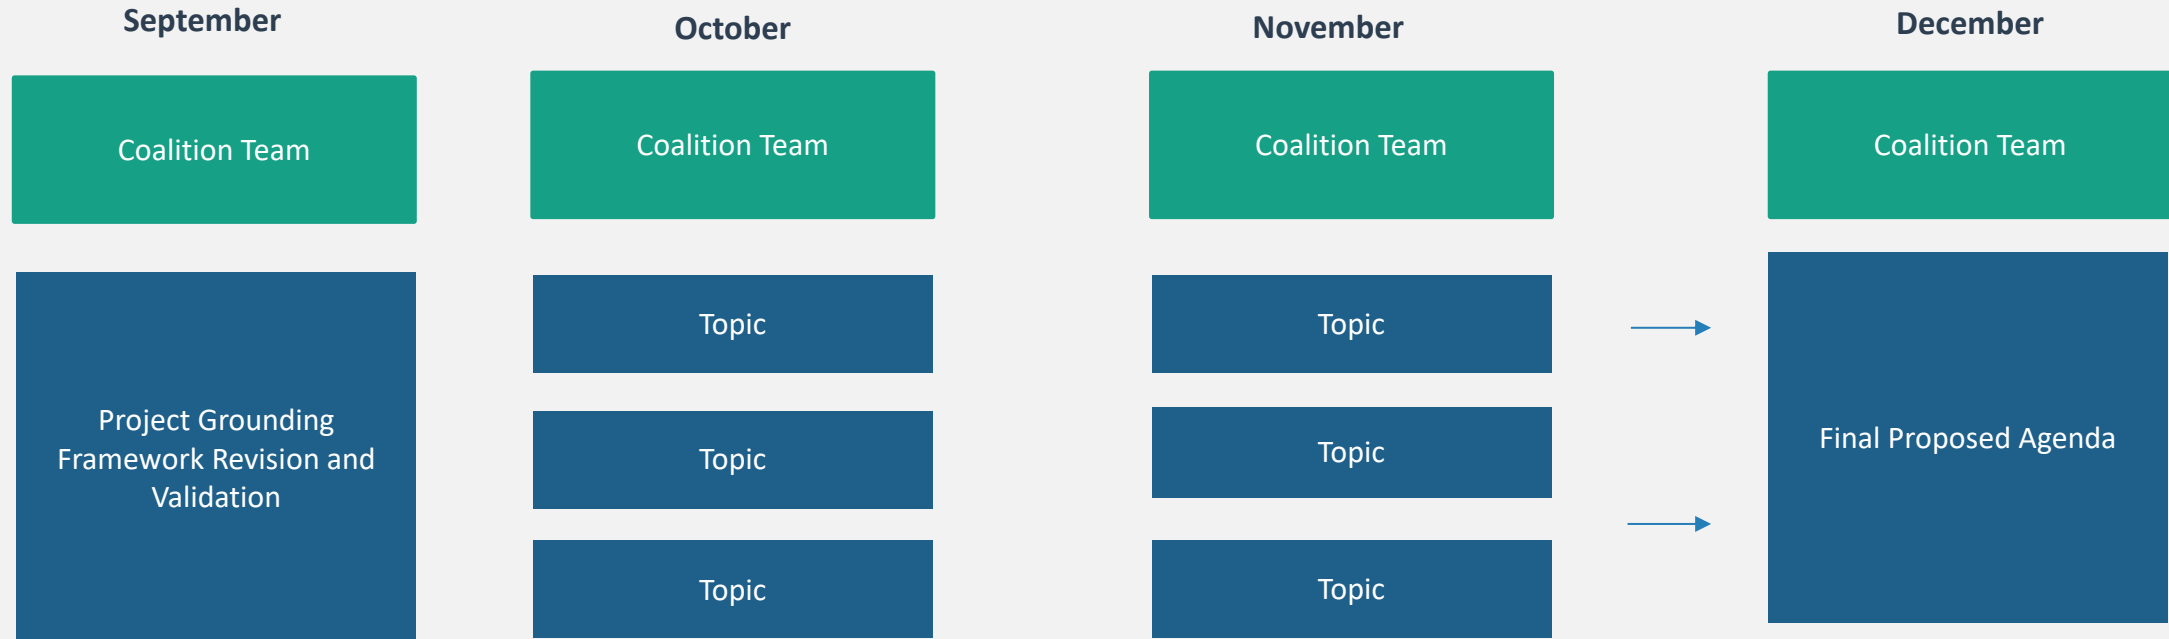 September
October
November
December
Coalition Team
Coalition Team
Coalition Team
Coalition Team
Project Grounding
Framework Revision and
Validation
Topic
Topic
Topic
Topic
Topic
Topic
Final Proposed Agenda